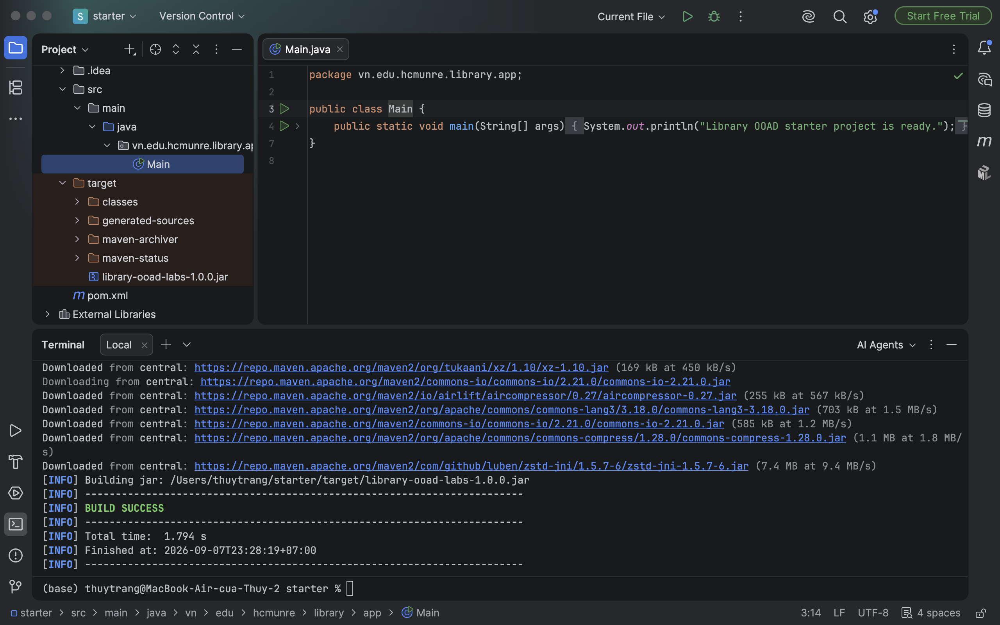 S starter Version Control Current File Start Free Trial
Project
.idea
src
main
java
vn.edu.hcmunre.library.ap
Main
target
classes
generated-sources
maven-archiver
maven-status
library-ooad-labs-1.0.0.jar
m pom.xml
External Libraries
Main.java
1 package vn.edu.hcmunre.library.app;
2
3 public class Main {
4 public static void main(String[] args) { System.out.println("Library OOAD starter project is ready."); }
7 }
8
m
UML
Terminal Local AI Agents
Downloaded from central: https://repo.maven.apache.org/maven2/org/tukaani/xz/1.10/xz-1.10.jar (169 kB at 450 kB/s)
Downloading from central: https://repo.maven.apache.org/maven2/commons-io/commons-io/2.21.0/commons-io-2.21.0.jar
Downloaded from central: https://repo.maven.apache.org/maven2/io/airlift/aircompressor/0.27/aircompressor-0.27.jar (255 kB at 567 kB/s)
Downloaded from central: https://repo.maven.apache.org/maven2/org/apache/commons/commons-lang3/3.18.0/commons-lang3-3.18.0.jar (703 kB at 1.5 MB/s)
Downloaded from central: https://repo.maven.apache.org/maven2/commons-io/commons-io/2.21.0/commons-io-2.21.0.jar (585 kB at 1.2 MB/s)
Downloaded from central: https://repo.maven.apache.org/maven2/org/apache/commons/commons-compress/1.28.0/commons-compress-1.28.0.jar (1.1 MB at 1.8 MB/
s)
Downloaded from central: https://repo.maven.apache.org/maven2/com/github/luben/zstd-jni/1.5.7-6/zstd-jni-1.5.7-6.jar (7.4 MB at 9.4 MB/s)
[INFO] Building jar: /Users/thuytrang/starter/target/library-ooad-labs-1.0.0.jar
[INFO] ------------------------------------------------------------------------
[INFO] BUILD SUCCESS
[INFO] ------------------------------------------------------------------------
[INFO] Total time:  1.794 s
[INFO] Finished at: 2026-09-07T23:28:19+07:00
[INFO] ------------------------------------------------------------------------
(base) thuytrang@MacBook-Air-cua-Thuy-2 starter %
starter > src > main > java > vn > edu > hcmunre > library > app > Main 3:14 LF UTF-8 4 spaces